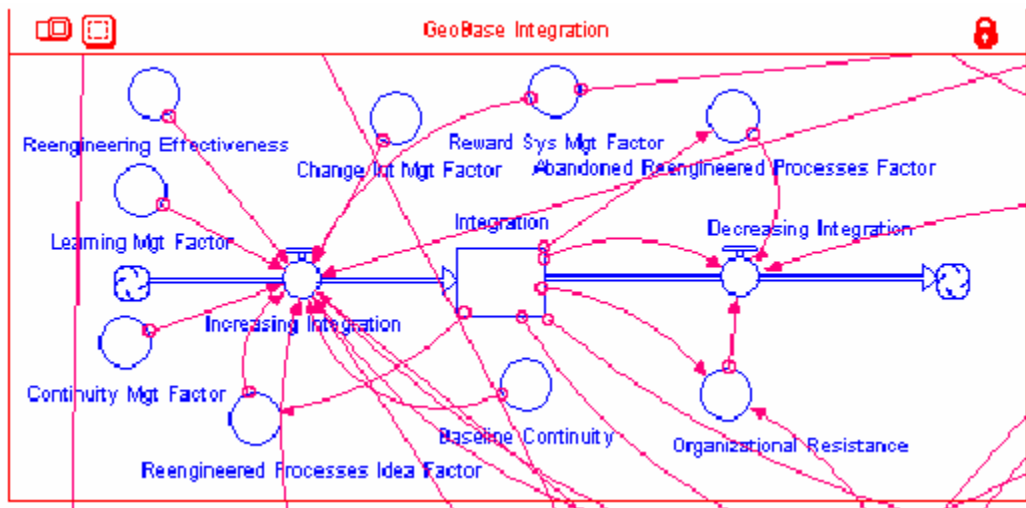 GeoBase Integration
Reengineering Effectiveness
Change Int Mgt Factor
Reward Sys Mgt Factor
Abandoned Reengineered Processes Factor
Learning Mgt Factor
Integration
Decreasing Integration
Increasing Integration
Continuity Mgt Factor
Baseline Continuity
Organizational Resistance
Reengineered Processes Idea Factor